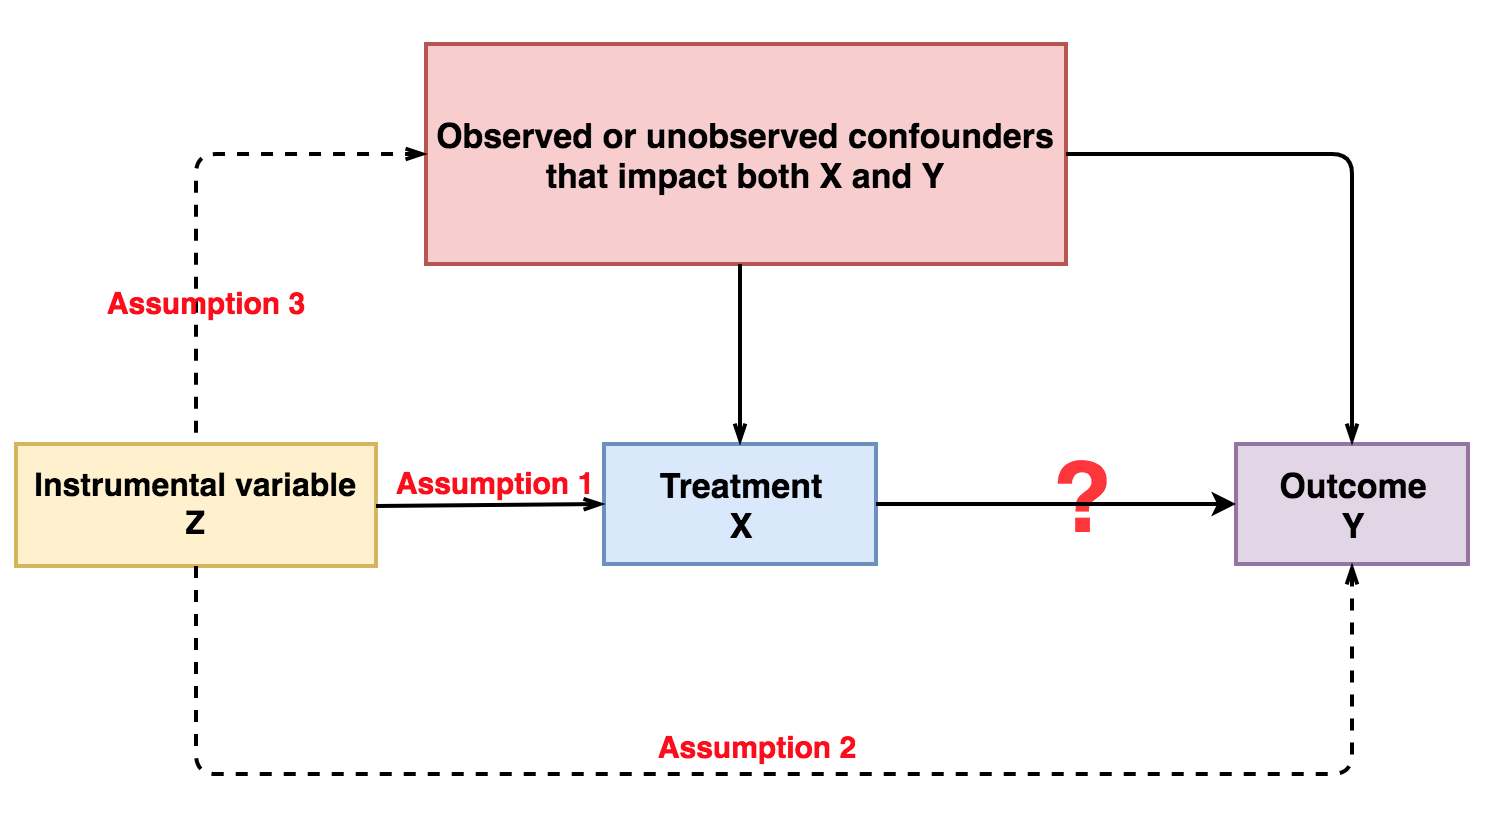 Observed or unobserved confounders
that impact both X and Y
Assumption 3
Instrumental variable
Z
Assumption 1
Treatment
X
?
Outcome
Y
Assumption 2